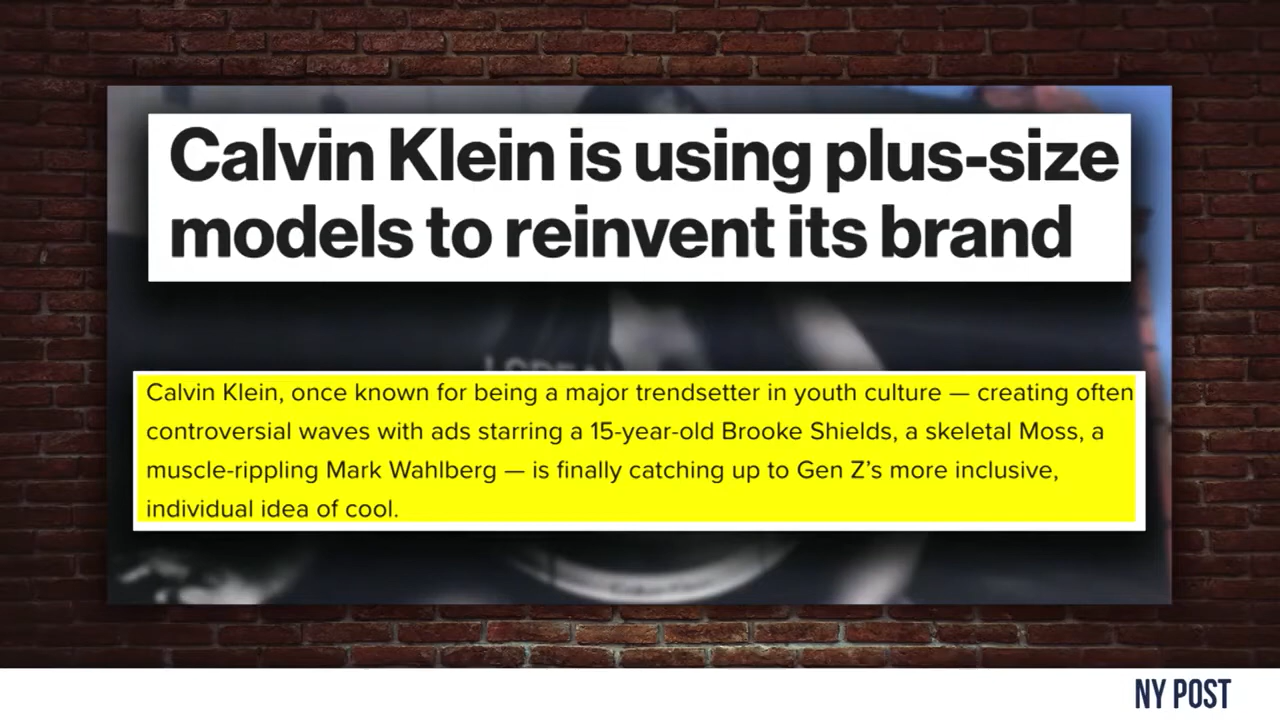 Calvin Klein is using plus-size
models to reinvent its brand
Calvin Klein, once known for being a major trendsetter in youth culture — creating often
controversial waves with ads starring a 15-year-old Brooke Shields, a skeletal Moss, a
muscle-rippling Mark Wahlberg — is finally catching up to Gen Z’s more inclusive,
individual idea of cool.
NY POST